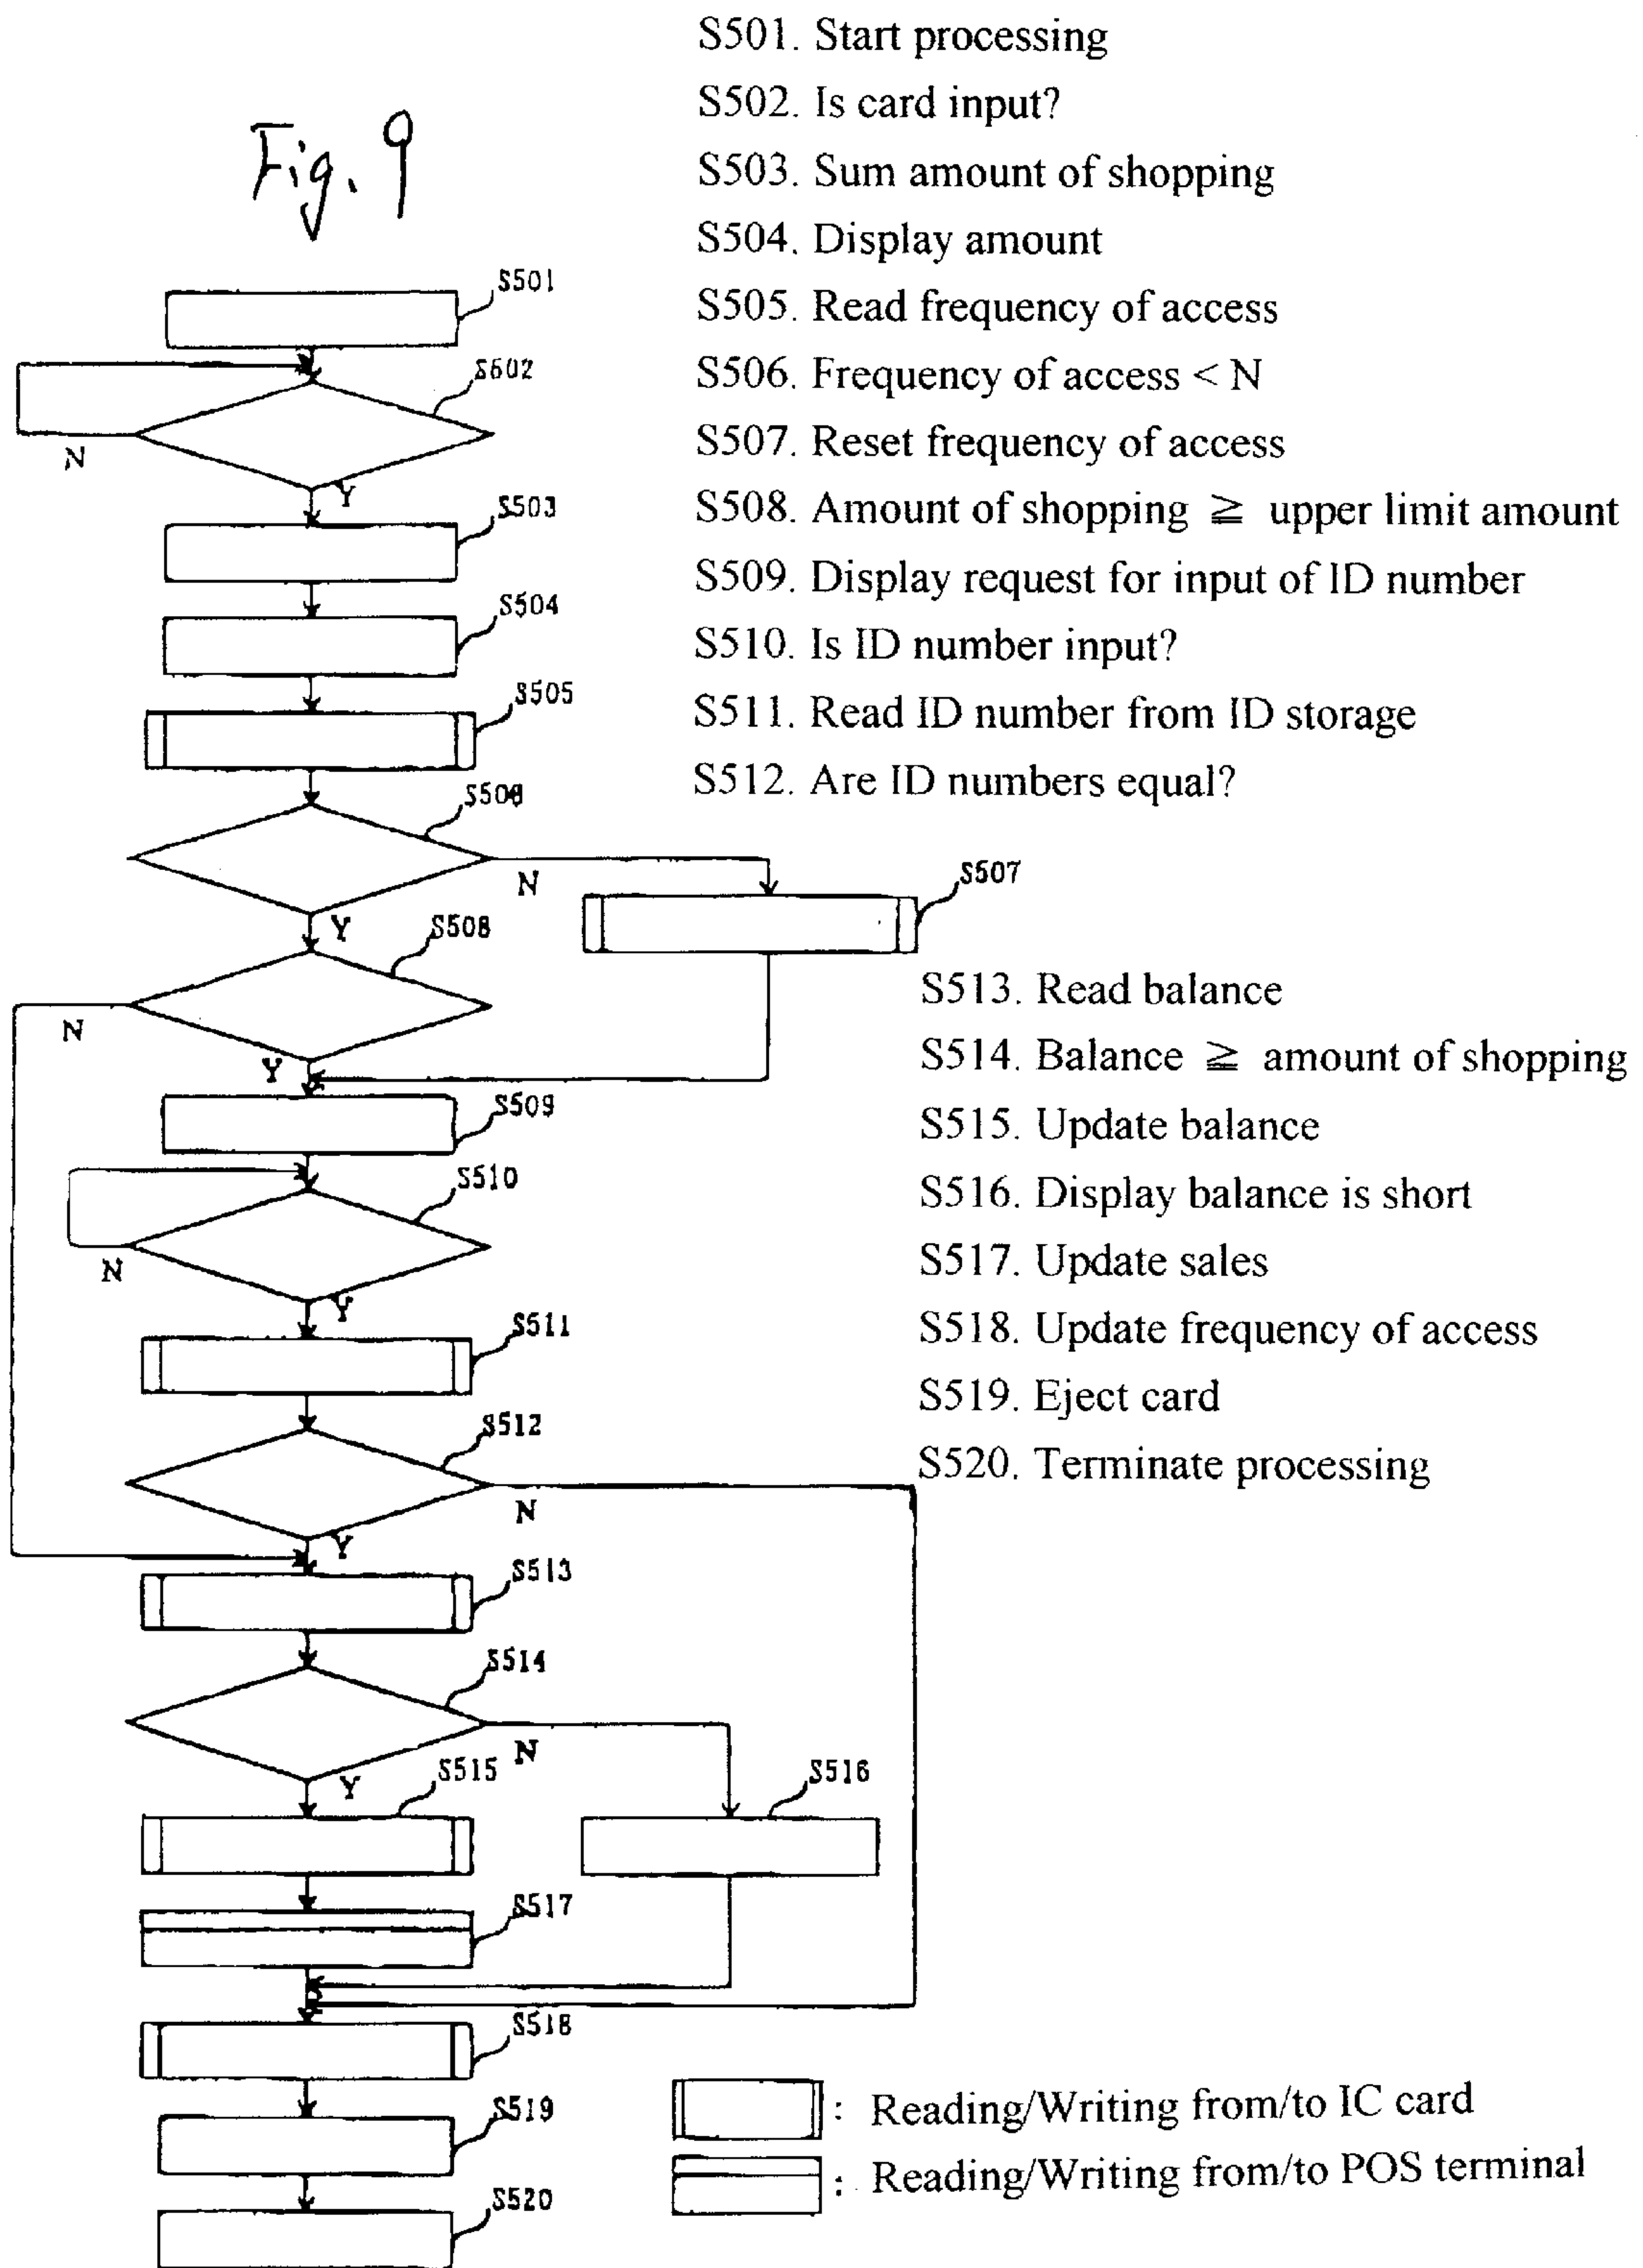 Fig. 9
S501. Start processing
S502. Is card input?
S503. Sum amount of shopping
S504. Display amount
S505. Read frequency of access
S506. Frequency of access < N
S507. Reset frequency of access
S508. Amount of shopping ≧ upper limit amount
S509. Display request for input of ID number
S510. Is ID number input?
S511. Read ID number from ID storage
S512. Are ID numbers equal?
S513. Read balance
S514. Balance ≧ amount of shopping
S515. Update balance
S516. Display balance is short
S517. Update sales
S518. Update frequency of access
S519. Eject card
S520. Terminate processing
S501
S502
N
Y
S503
S504
S505
S506
N
S507
Y
S508
N
Y
S509
S510
N
Y
S511
S512
N
Y
S513
S514
N
Y
S515
S516
S517
S518
S519
S520
: Reading/Writing from/to IC card
: Reading/Writing from/to POS terminal